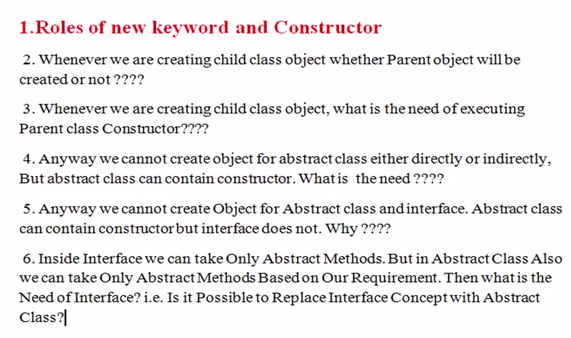 1.Roles of new keyword and Constructor
2. Whenever we are creating child class object whether Parent object will be
created or not ????
3. Whenever we are creating child class object, what is the need of executing
Parent class Constructor????
4. Anyway we cannot create object for abstract class either directly or indirectly,
But abstract class can contain constructor. What is the need ????
5. Anyway we cannot create Object for Abstract class and interface. Abstract class
can contain constructor but interface does not. Why ????
6. Inside Interface we can take Only Abstract Methods. But in Abstract Class Also
we can take Only Abstract Methods Based on Our Requirement. Then what is the
Need of Interface? i.e. Is it Possible to Replace Interface Concept with Abstract
Class?